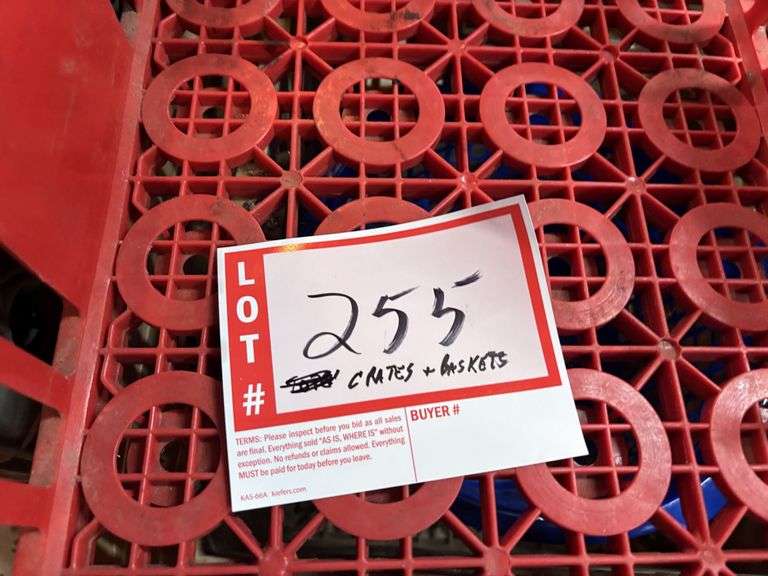 LOT #
255
CRATES + BASKETS
TERMS: Please inspect before you bid as all sales
are final. Everything sold "AS IS, WHERE IS" without
exception. No refunds or claims allowed. Everything
MUST be paid for today before you leave.
KAS-66A kiefers.com
BUYER #